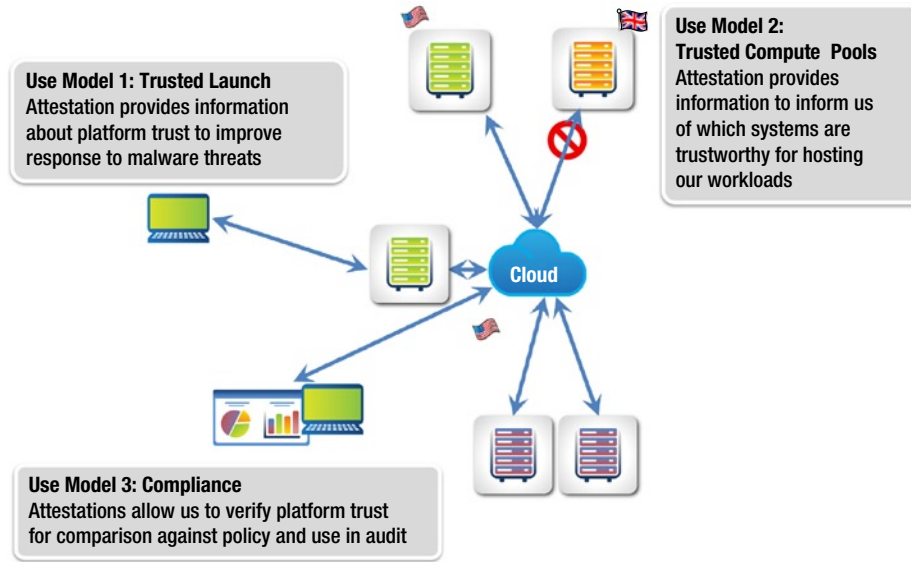 Use Model 1: Trusted Launch
Attestation provides information
about platform trust to improve
response to malware threats
Use Model 2:
Trusted Compute Pools
Attestation provides
information to inform us
of which systems are
trustworthy for hosting
our workloads
Cloud
Use Model 3: Compliance
Attestations allow us to verify platform trust
for comparison against policy and use in audit